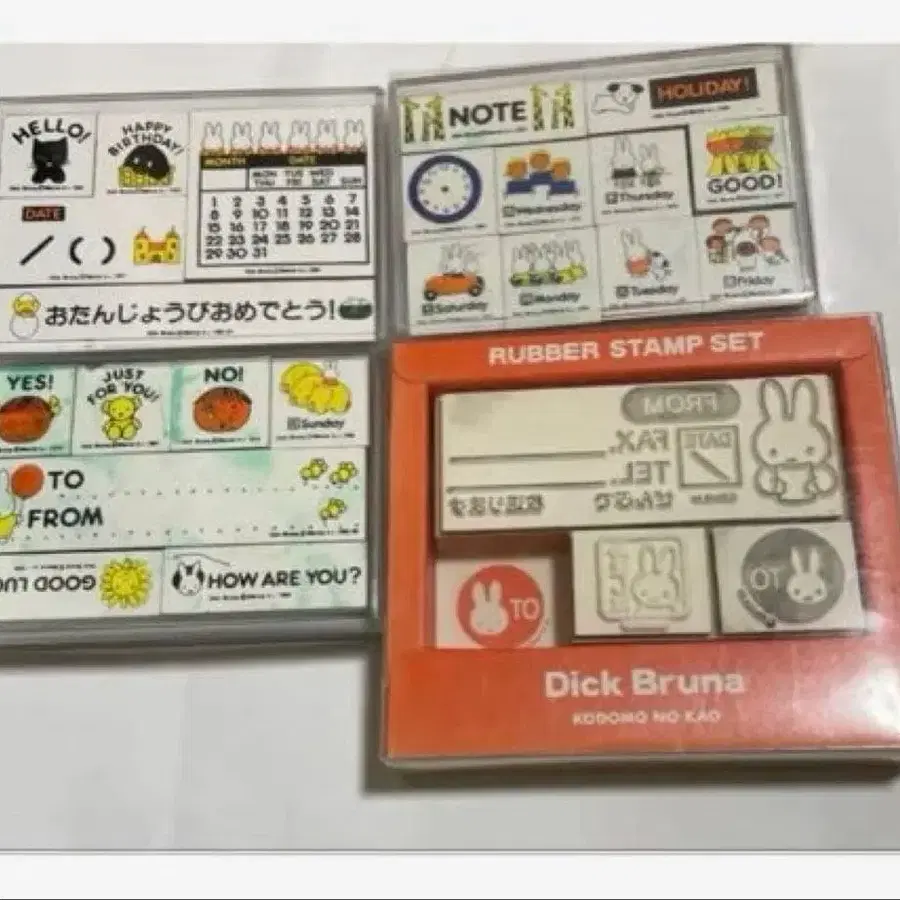 HELLO!
HAPPY BIRTHDAY!
MONTH DATE
MON TUE WED
THU FRI SAT SUN
1 2 3 4 5 6 7
8 9 10 11 12 13 14
15 16 17 18 19 20 21
22 23 24 25 26 27 28
29 30 31
DATE
/ ( )
おたんじょうびおめでとう!
NOTE
HOLIDAY!
Wednesday
Thursday
GOOD!
Saturday
Monday
Tuesday
Friday
YES!
JUST FOR YOU!
NO!
Sunday
TO
FROM
GOOD LUC
HOW ARE YOU?
RUBBER STAMP SET
FROM
FAX.
DATE
TEL.
TO
TO
Dick Bruna
KODOMO NO KAO